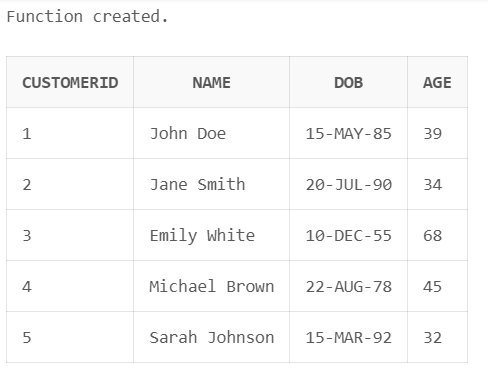 Function created.
CUSTOMERID NAME DOB AGE
1 John Doe 15-MAY-85 39
2 Jane Smith 20-JUL-90 34
3 Emily White 10-DEC-55 68
4 Michael Brown 22-AUG-78 45
5 Sarah Johnson 15-MAR-92 32